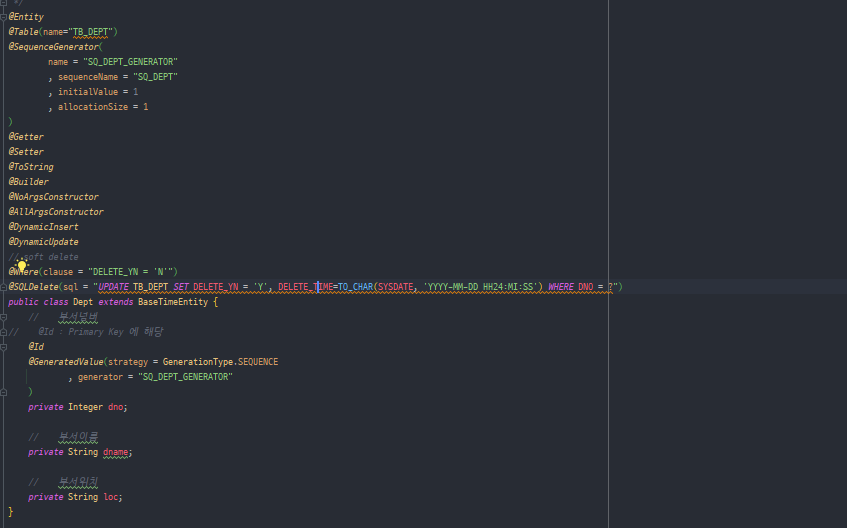 */
@Entity
@Table(name="TB_DEPT")
@SequenceGenerator(
name = "SQ_DEPT_GENERATOR"
, sequenceName = "SQ_DEPT"
, initialValue = 1
, allocationSize = 1
)
@Getter
@Setter
@ToString
@Builder
@NoArgsConstructor
@AllArgsConstructor
@DynamicInsert
@DynamicUpdate
// soft delete
@Where(clause = "DELETE_YN = 'N'")
@SQLDelete(sql = "UPDATE TB_DEPT SET DELETE_YN = 'Y', DELETE_TIME=TO_CHAR(SYSDATE, 'YYYY-MM-DD HH24:MI:SS') WHERE DNO = ?")
public class Dept extends BaseTimeEntity {
// 부서넘버
// @Id : Primary Key 에 해당
@Id
@GeneratedValue(strategy = GenerationType.SEQUENCE
, generator = "SQ_DEPT_GENERATOR"
)
private Integer dno;
// 부서이름
private String dname;
// 부서위치
private String loc;
}